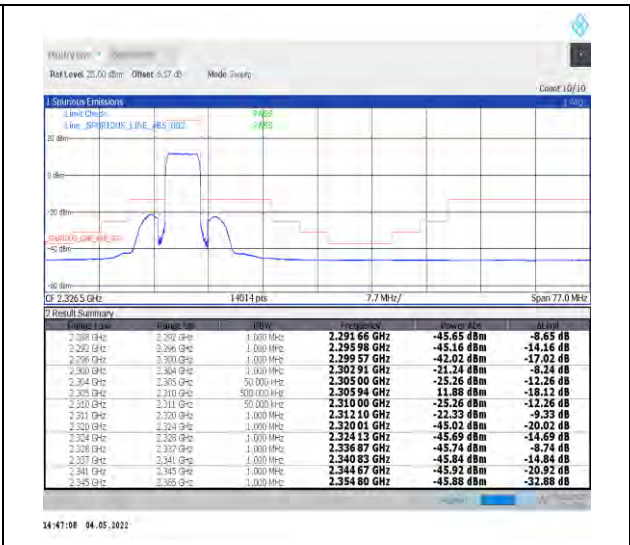 MultiView Spectrum
Ref Level 25.00 dBm Offset 6.57 dB Mode Sweep
Count 10/10
1 Spurious Emissions
Limit Check PASS
Line _SPURIOUS_LINE_ABS_002 PASS
20 dBm
0 dBm
-20 dBm
-40 dBm
-60 dBm
CF 2.3265 GHz 14014 pts 7.7 MHz/ Span 77.0 MHz
2 Result Summary
Range Low Range Up RBW Frequency Power Abs ΔLimit
2.288 GHz 2.292 GHz 1.000 MHz 2.291 66 GHz -45.65 dBm -8.65 dB
2.292 GHz 2.296 GHz 1.000 MHz 2.295 98 GHz -45.16 dBm -14.16 dB
2.296 GHz 2.300 GHz 1.000 MHz 2.299 57 GHz -42.02 dBm -17.02 dB
2.300 GHz 2.304 GHz 1.000 MHz 2.302 91 GHz -21.24 dBm -8.24 dB
2.304 GHz 2.305 GHz 50.000 kHz 2.305 00 GHz -25.26 dBm -12.26 dB
2.305 GHz 2.310 GHz 500.000 kHz 2.305 94 GHz 11.88 dBm -18.12 dB
2.310 GHz 2.311 GHz 50.000 kHz 2.310 00 GHz -25.26 dBm -12.26 dB
2.311 GHz 2.320 GHz 1.000 MHz 2.312 10 GHz -22.33 dBm -9.33 dB
2.320 GHz 2.324 GHz 1.000 MHz 2.320 01 GHz -45.02 dBm -20.02 dB
2.324 GHz 2.328 GHz 1.000 MHz 2.324 13 GHz -45.69 dBm -14.69 dB
2.328 GHz 2.337 GHz 1.000 MHz 2.336 87 GHz -45.74 dBm -8.74 dB
2.337 GHz 2.341 GHz 1.000 MHz 2.340 83 GHz -45.84 dBm -14.84 dB
2.341 GHz 2.345 GHz 1.000 MHz 2.344 67 GHz -45.92 dBm -20.92 dB
2.345 GHz 2.365 GHz 1.000 MHz 2.354 80 GHz -45.88 dBm -32.88 dB
14:47:08 04.05.2022